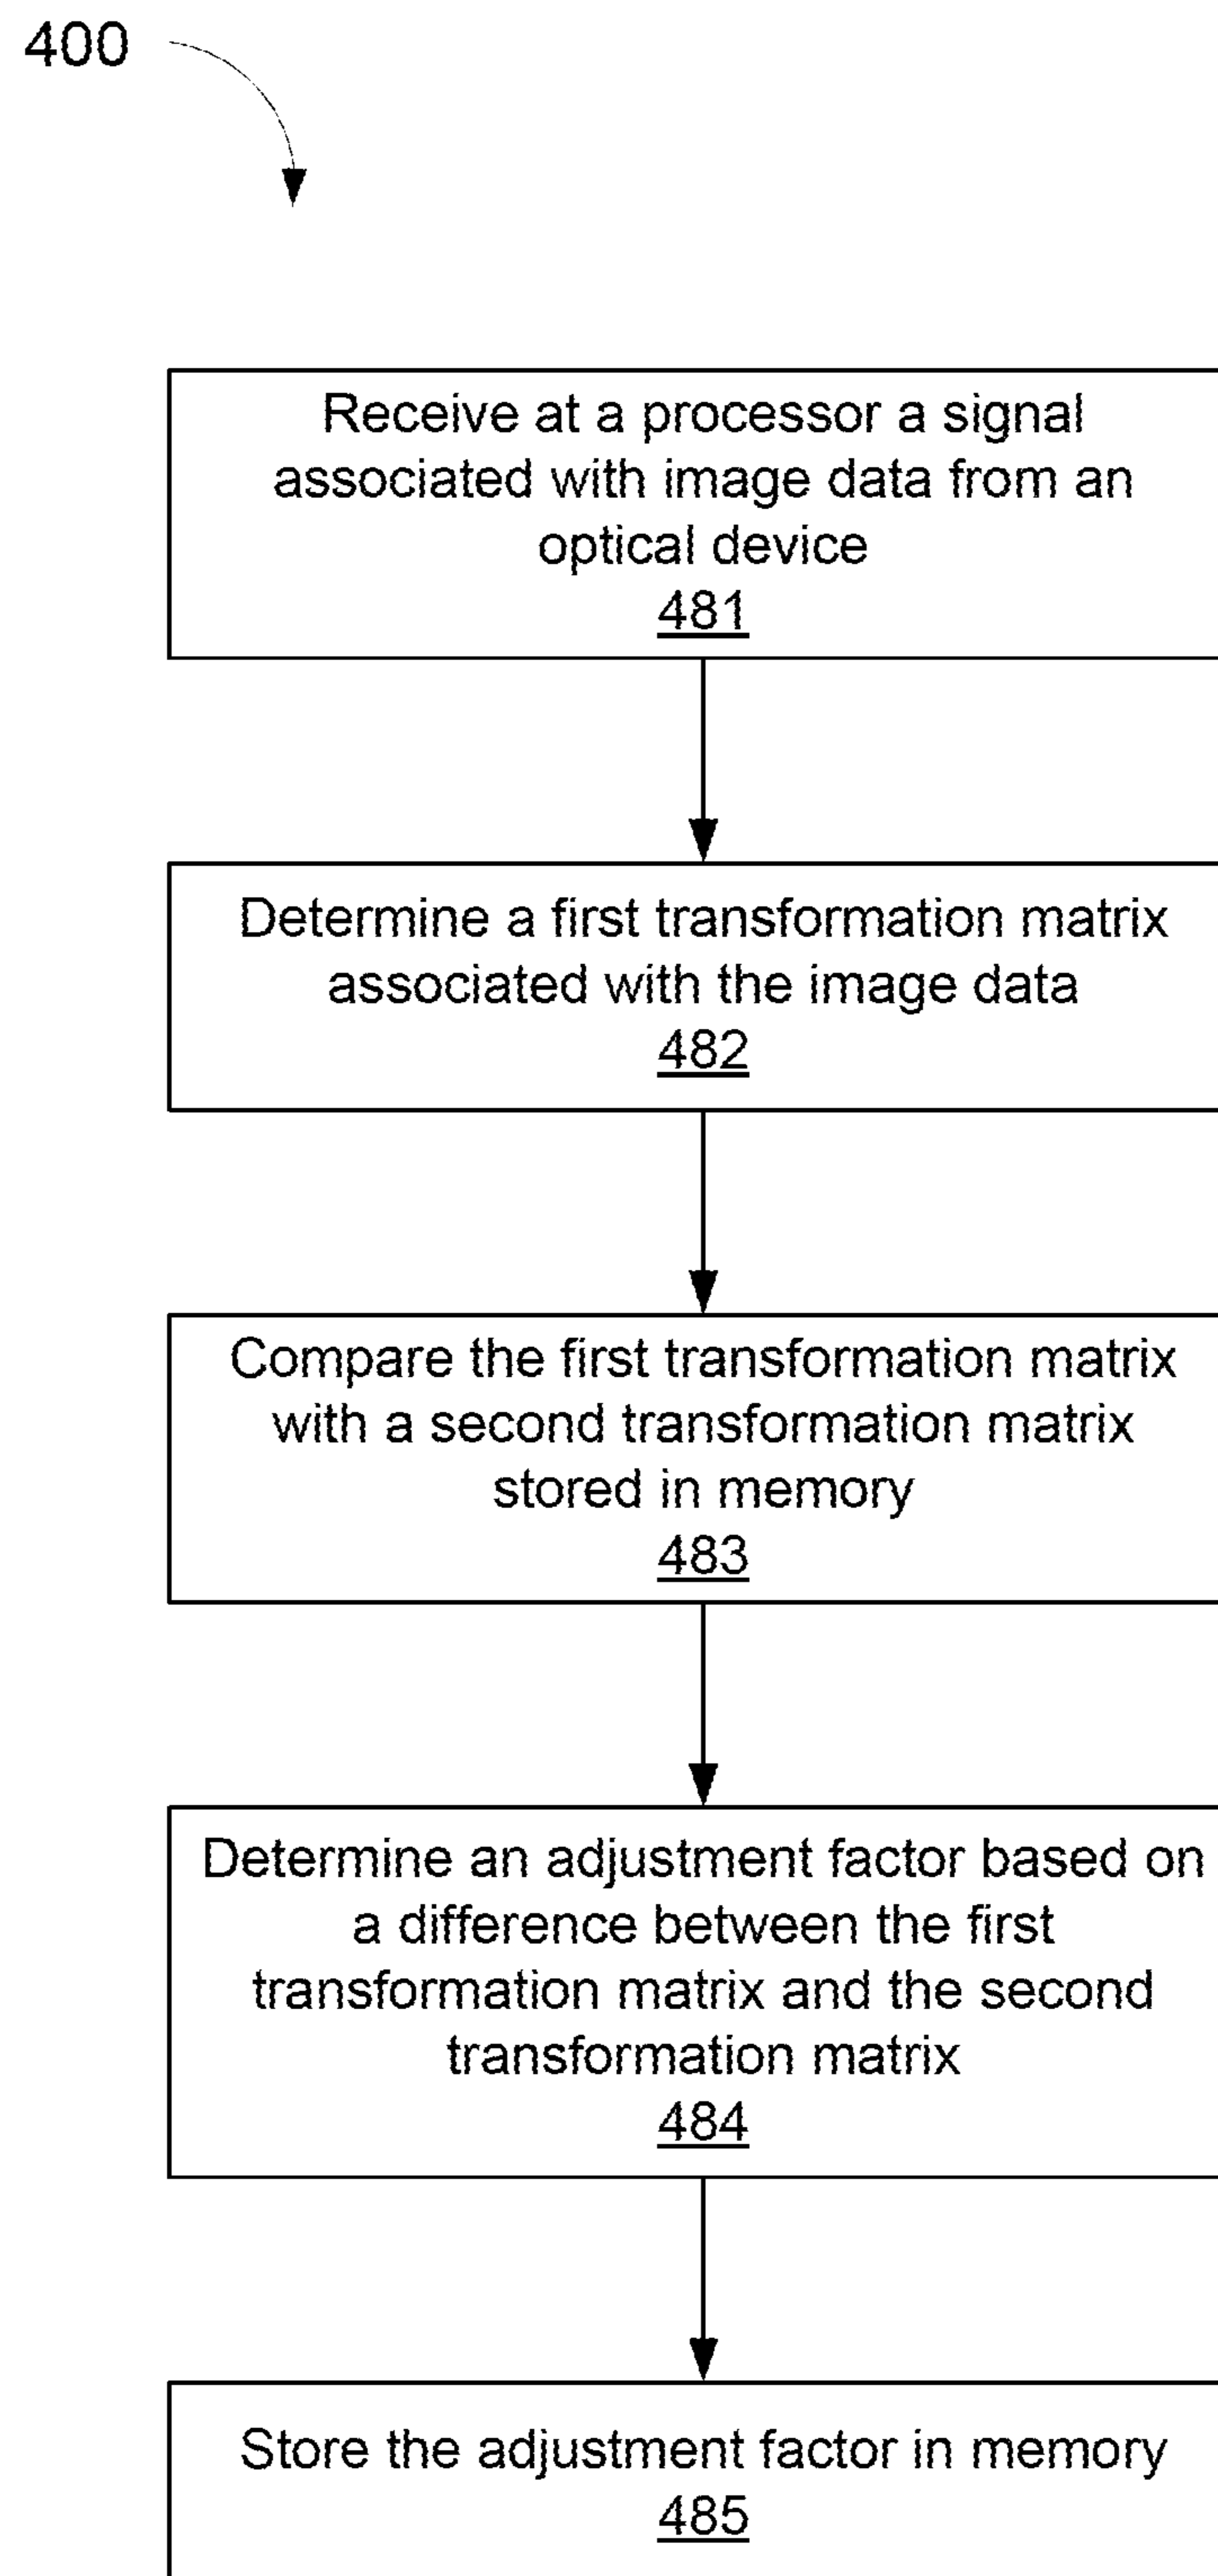 400
Receive at a processor a signal
associated with image data from an
optical device
481
Determine a first transformation matrix
associated with the image data
482
Compare the first transformation matrix
with a second transformation matrix
stored in memory
483
Determine an adjustment factor based on
a difference between the first
transformation matrix and the second
transformation matrix
484
Store the adjustment factor in memory
485